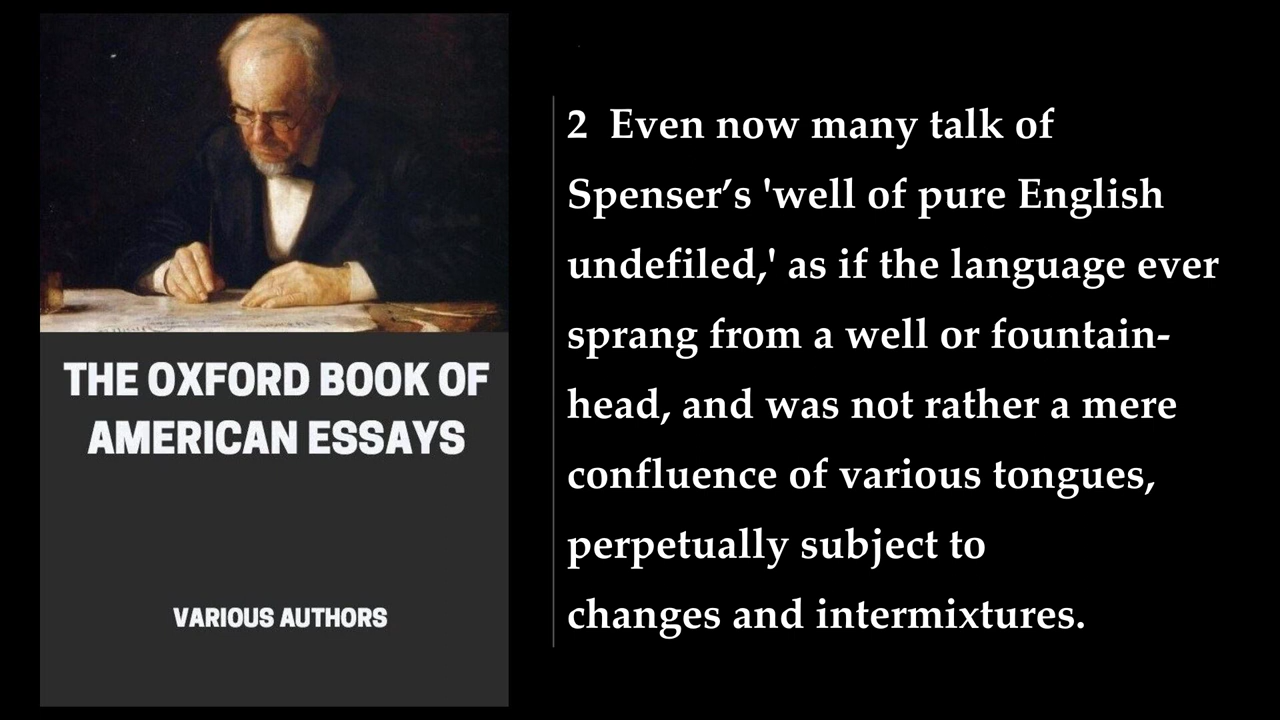 THE OXFORD BOOK OF
AMERICAN ESSAYS
VARIOUS AUTHORS
2 Even now many talk of
Spenser’s 'well of pure English
undefiled,' as if the language ever
sprang from a well or fountain-
head, and was not rather a mere
confluence of various tongues,
perpetually subject to
changes and intermixtures.